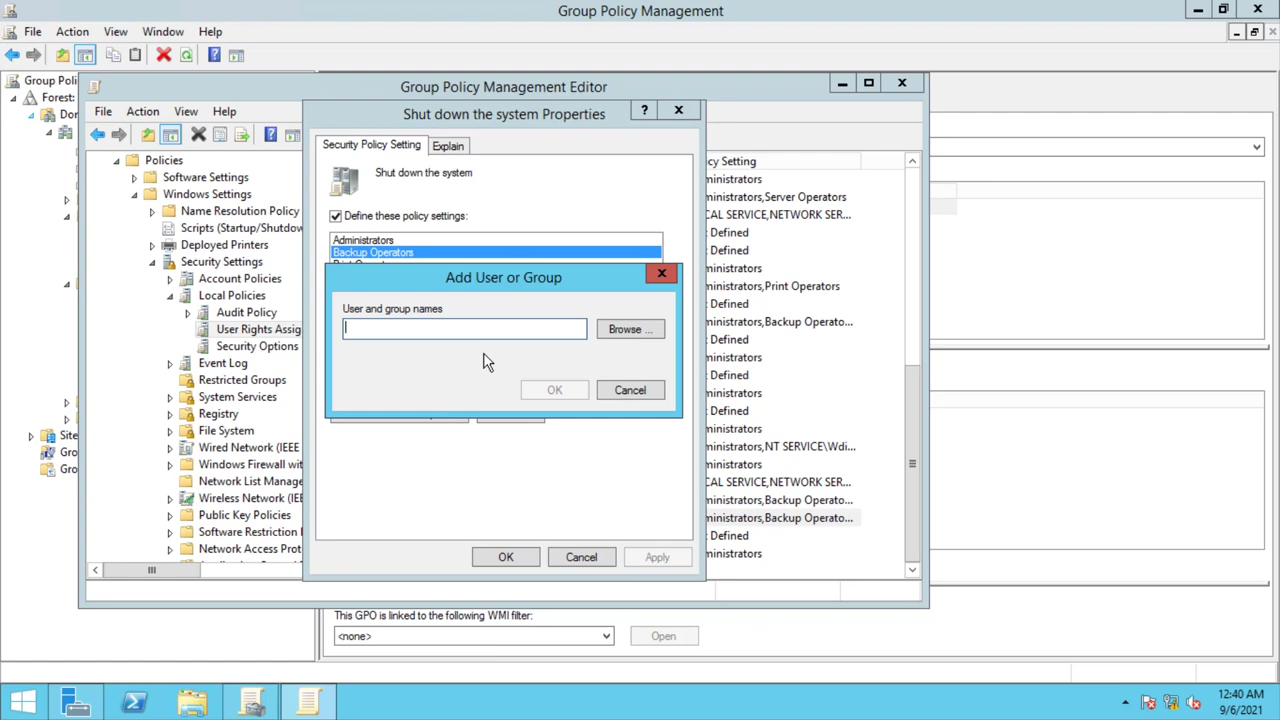 Group Policy Management
File Action View Window Help
Group Poli
Forest:
Dor
Site
Gro
Gro
Group Policy Management Editor
File Action View Help
Policies
Software Settings
Windows Settings
Name Resolution Policy
Scripts (Startup/Shutdow
Deployed Printers
Security Settings
Account Policies
Local Policies
Audit Policy
User Rights Assig
Security Options
Event Log
Restricted Groups
System Services
Registry
File System
Wired Network (IEEE
Windows Firewall wit
Network List Manage
Wireless Network (IEE
Public Key Policies
Software Restriction
Network Access Prot
Shut down the system Properties
?
Security Policy Setting
Explain
Shut down the system
Define these policy settings:
Administrators
Backup Operators
Add User or Group
User and group names
Browse ...
OK
Cancel
OK
Cancel
Apply
cy Setting
ministrators
ministrators,Server Operators
CAL SERVICE,NETWORK SER...
t Defined
t Defined
ministrators
ministrators,Print Operators
t Defined
ministrators,Backup Operato...
t Defined
ministrators
t Defined
ministrators
t Defined
ministrators
ministrators,NT SERVICE\Wdi...
ministrators
CAL SERVICE,NETWORK SER...
ministrators,Backup Operato...
ministrators,Backup Operato...
t Defined
ministrators
This GPO is linked to the following WMI filter:
<none>
Open
12:40 AM
9/6/2021